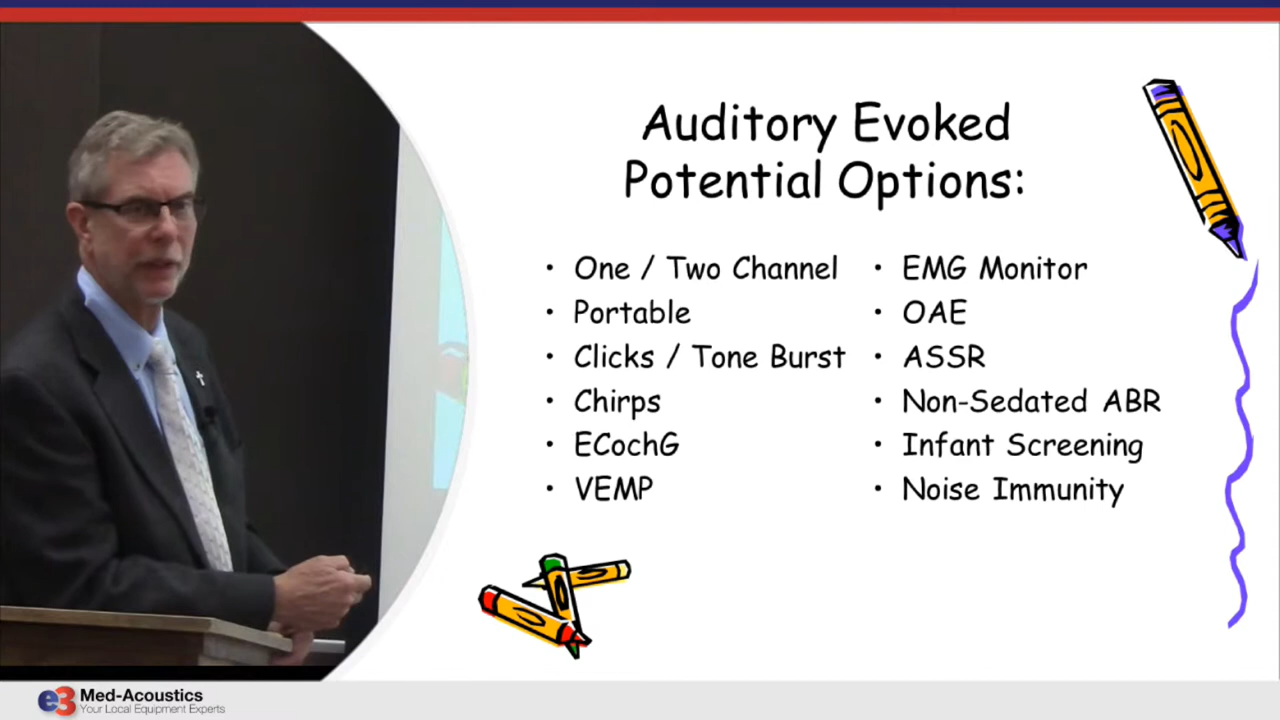 Auditory Evoked
Potential Options:
• One / Two Channel
• Portable
• Clicks / Tone Burst
• Chirps
• ECochG
• VEMP
• EMG Monitor
• OAE
• ASSR
• Non-Sedated ABR
• Infant Screening
• Noise Immunity
e3 Med-Acoustics
Your Local Equipment Experts